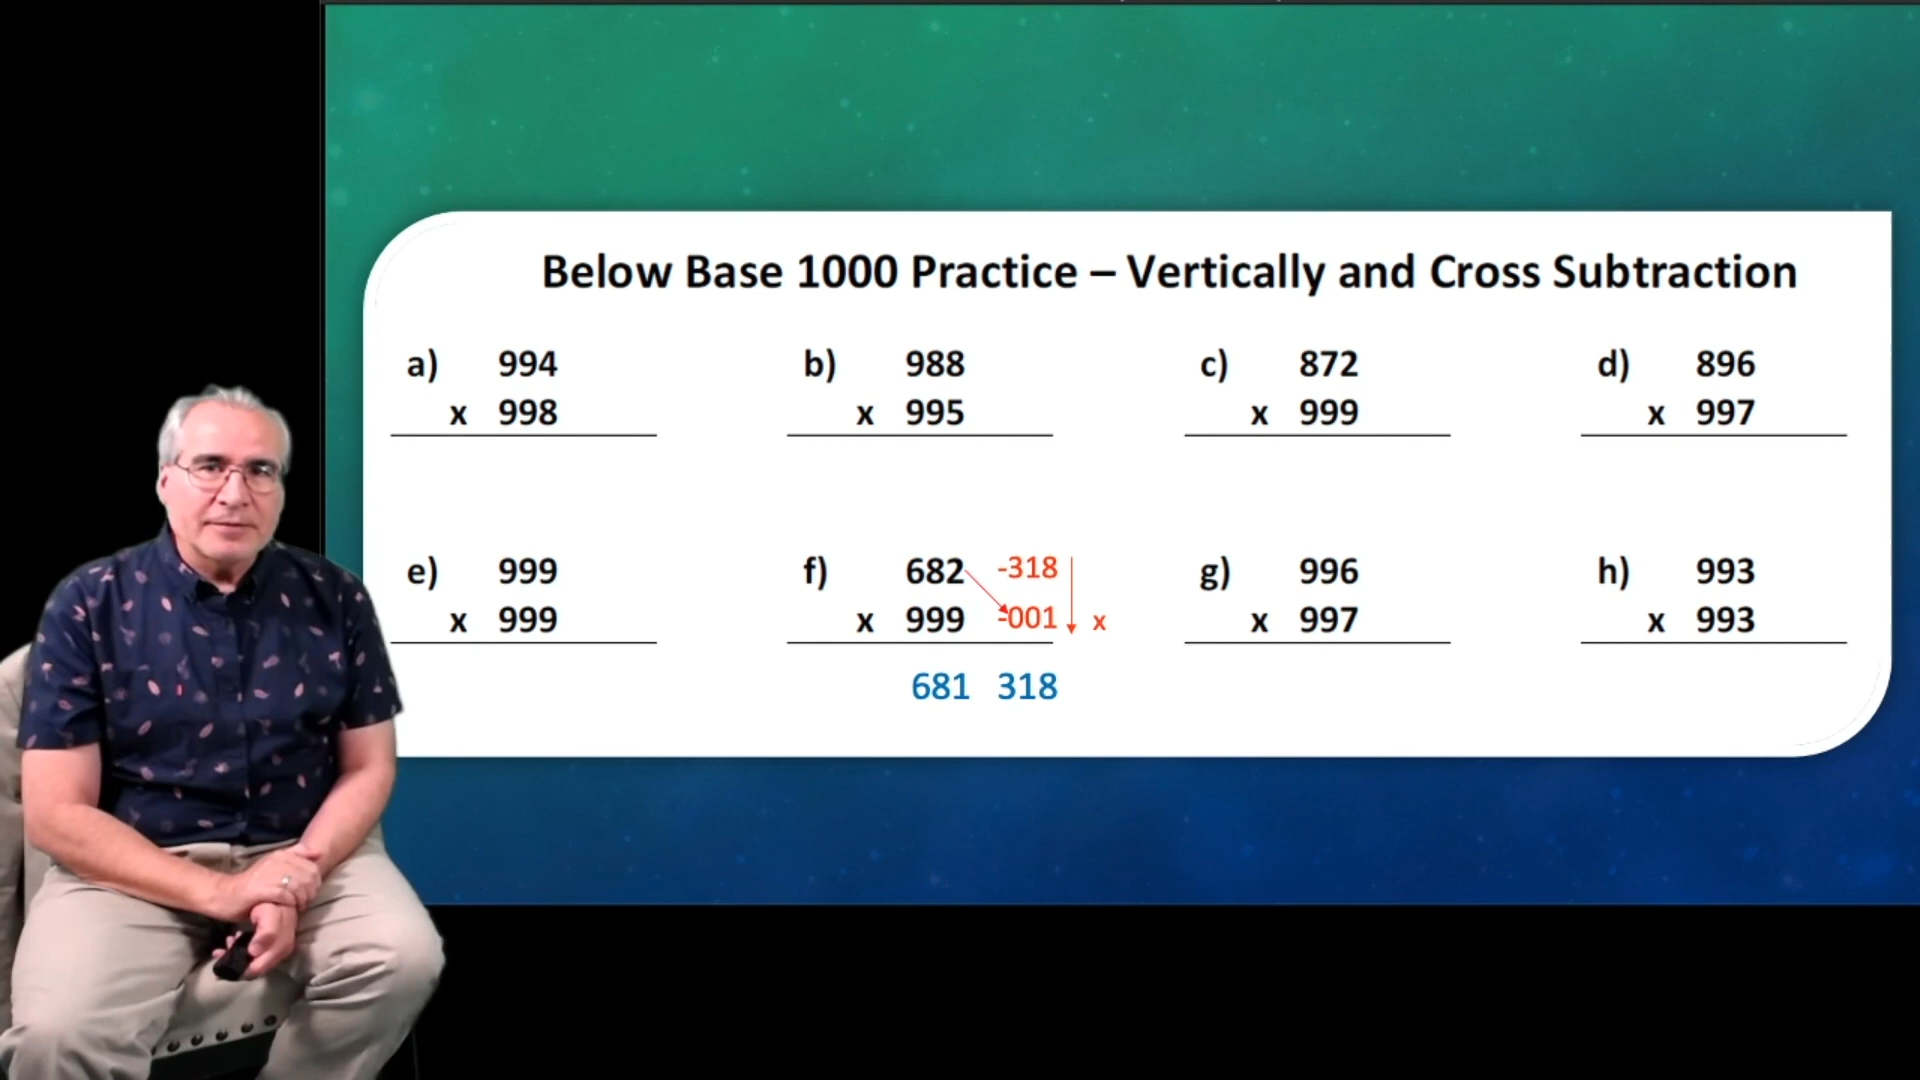 Below Base 1000 Practice – Vertically and Cross Subtraction
a) 994
x 998
b) 988
x 995
c) 872
x 999
d) 896
x 997
e) 999
x 999
f) 682 -318
x 999 -001 x
681 318
g) 996
x 997
h) 993
x 993